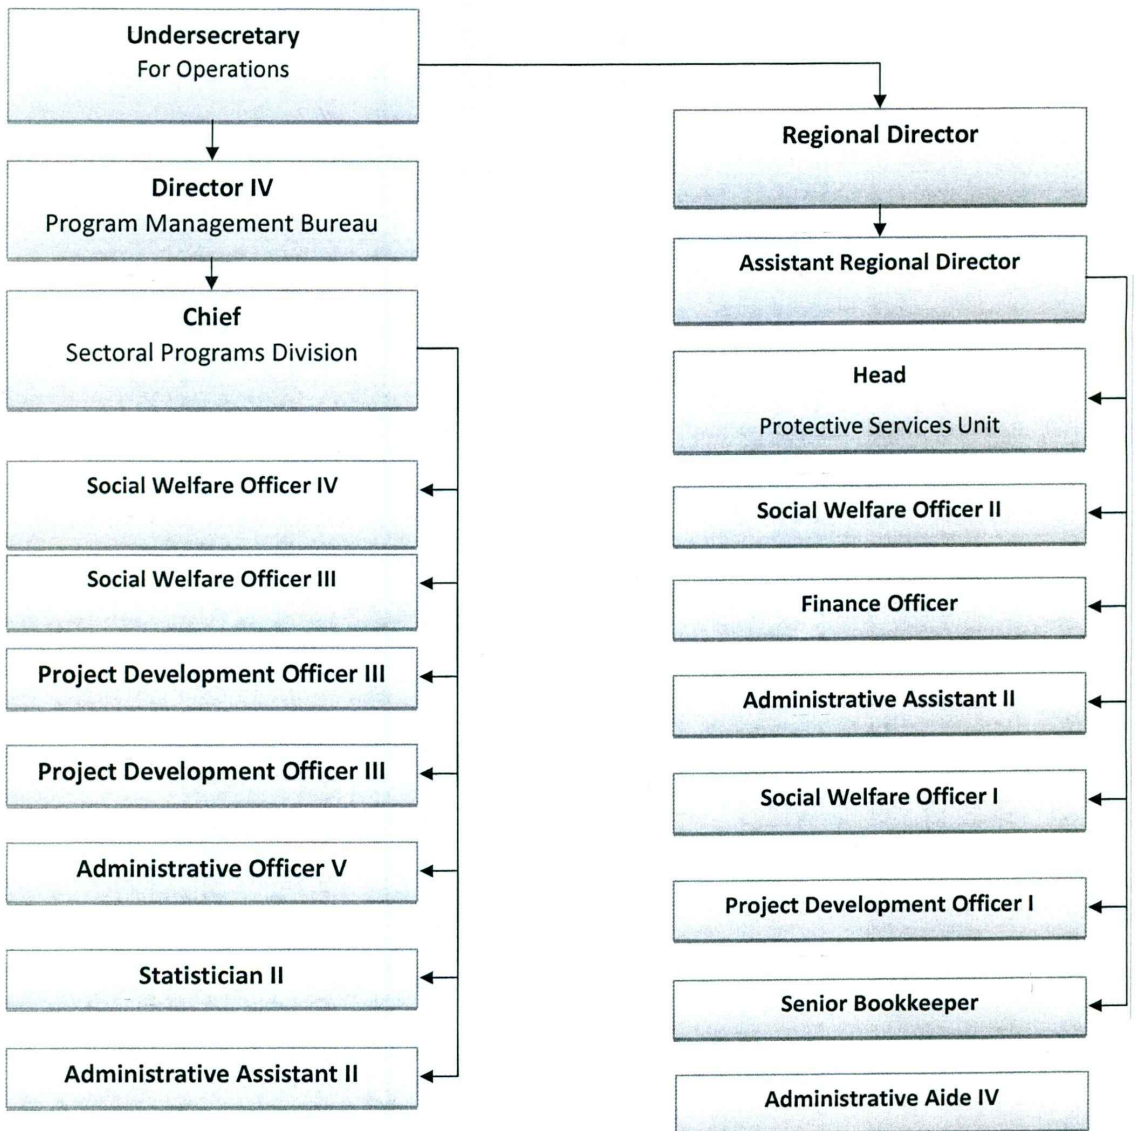 Undersecretary
For Operations
Director IV
Program Management Bureau
Chief
Sectoral Programs Division
Social Welfare Officer IV
Social Welfare Officer III
Project Development Officer III
Project Development Officer III
Administrative Officer V
Statistician II
Administrative Assistant II
Regional Director
Assistant Regional Director
Head
Protective Services Unit
Social Welfare Officer II
Finance Officer
Administrative Assistant II
Social Welfare Officer I
Project Development Officer I
Senior Bookkeeper
Administrative Aide IV